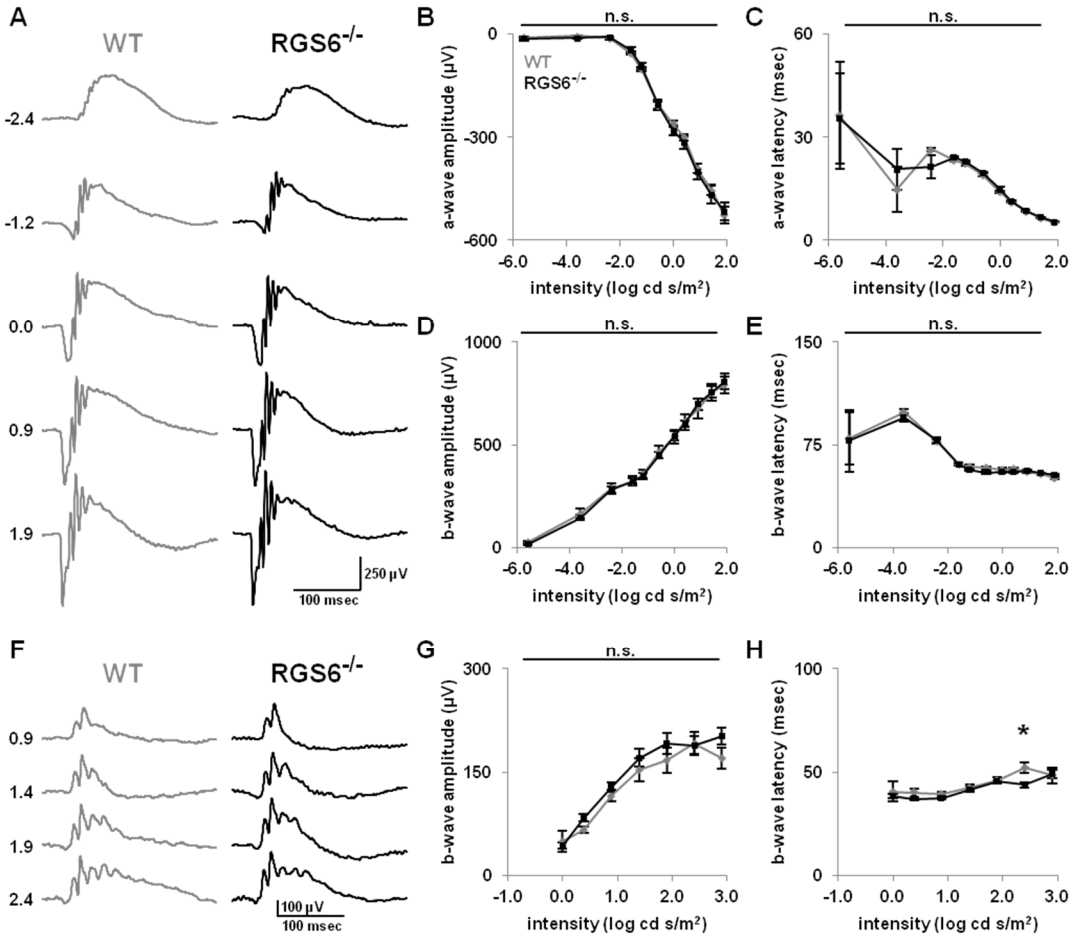 A
WT
RGS6-/-
-2.4
-1.2
0.0
0.9
1.9
250 µV
100 msec
B
n.s.
WT
RGS6-/-
a-wave amplitude (µV)
0
-300
-600
-6.0 -4.0 -2.0 0.0 2.0
intensity (log cd s/m²)
C
n.s.
a-wave latency (msec)
60
30
0
-6.0 -4.0 -2.0 0.0 2.0
intensity (log cd s/m²)
D
n.s.
b-wave amplitude (µV)
1000
500
0
-6.0 -4.0 -2.0 0.0 2.0
intensity (log cd s/m²)
E
n.s.
b-wave latency (msec)
150
75
0
-6.0 -4.0 -2.0 0.0 2.0
intensity (log cd s/m²)
F
WT
RGS6-/-
0.9
1.4
1.9
2.4
100 µV
100 msec
G
n.s.
b-wave amplitude (µV)
300
150
0
-1.0 0.0 1.0 2.0 3.0
intensity (log cd s/m²)
H
*
b-wave latency (msec)
100
50
0
-1.0 0.0 1.0 2.0 3.0
intensity (log cd s/m²)